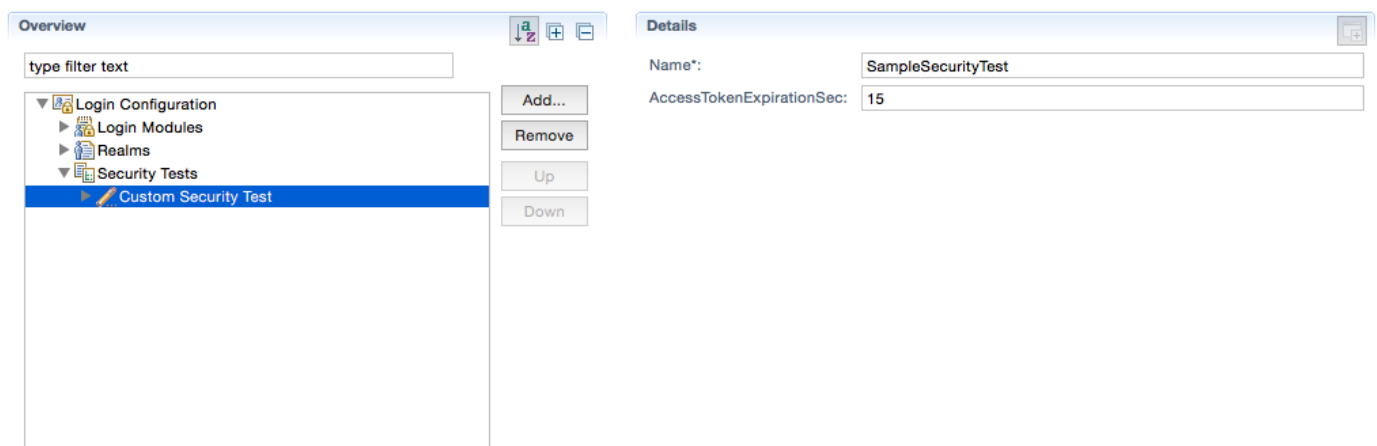 Overview
type filter text
Login Configuration
Login Modules
Realms
Security Tests
Custom Security Test
Add...
Remove
Up
Down
Details
Name*: SampleSecurityTest
AccessTokenExpirationSec: 15